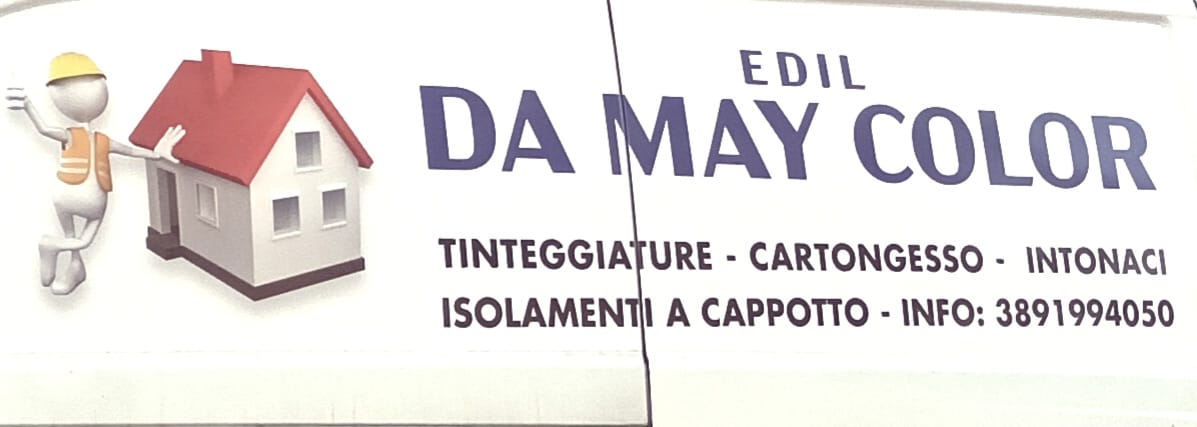 EDIL
DA MAY COLOR
TINTEGGIATURE - CARTONGESSO - INTONACI
ISOLAMENTI A CAPPOTTO - INFO: 3891994050